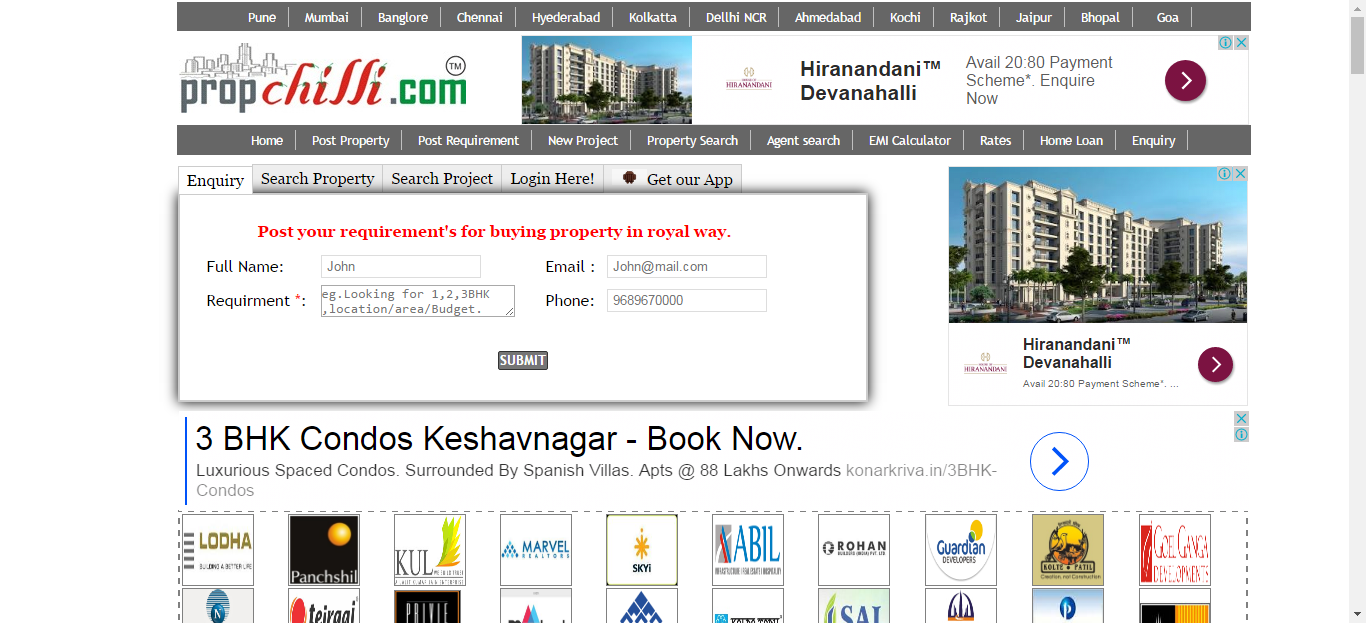 Pune Mumbai Banglore Chennai Hyederabad Kolkatta Dellhi NCR Ahmedabad Kochi Rajkot Jaipur Bhopal Goa
propchilli.com TM
Hiranandani™
Devanahalli
HIRANANDANI
Avail 20:80 Payment
Scheme*. Enquire
Now
Home Post Property Post Requirement New Project Property Search Agent search EMI Calculator Rates Home Loan Enquiry
Enquiry Search Property Search Project Login Here! Get our App
Post your requirement's for buying property in royal way.
Full Name: John Email : John@mail.com
Requirment *: eg.Looking for 1,2,3BHK
,location/area/Budget.
Phone: 9689670000
SUBMIT
Hiranandani™
Devanahalli
HIRANANDANI
Avail 20:80 Payment Scheme*. ...
3 BHK Condos Keshavnagar - Book Now.
Luxurious Spaced Condos. Surrounded By Spanish Villas. Apts @ 88 Lakhs Onwards konarkriva.in/3BHK-
Condos
LODHA
BUILDING A BETTER LIFE
Panchshil
KUL
MARVEL
REALTORS
SKYi
ABIL
ROHAN
Guardian
DEVELOPERS
KOLTE PATIL
Creation, not Construction
GOEL GANGA
DEVELOPMENTS
N
PRIVIE